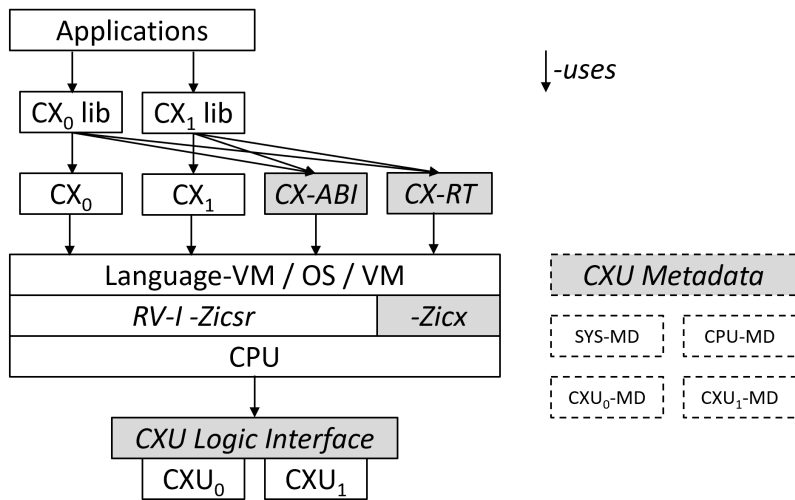 Applications
-uses
CX₀ lib
CX₁ lib
CX₀
CX₁
CX-ABI
CX-RT
Language-VM / OS / VM
CXU Metadata
RV-I -Zicsr
-Zicx
SYS-MD
CPU-MD
CPU
CXU₀-MD
CXU₁-MD
CXU Logic Interface
CXU₀
CXU₁